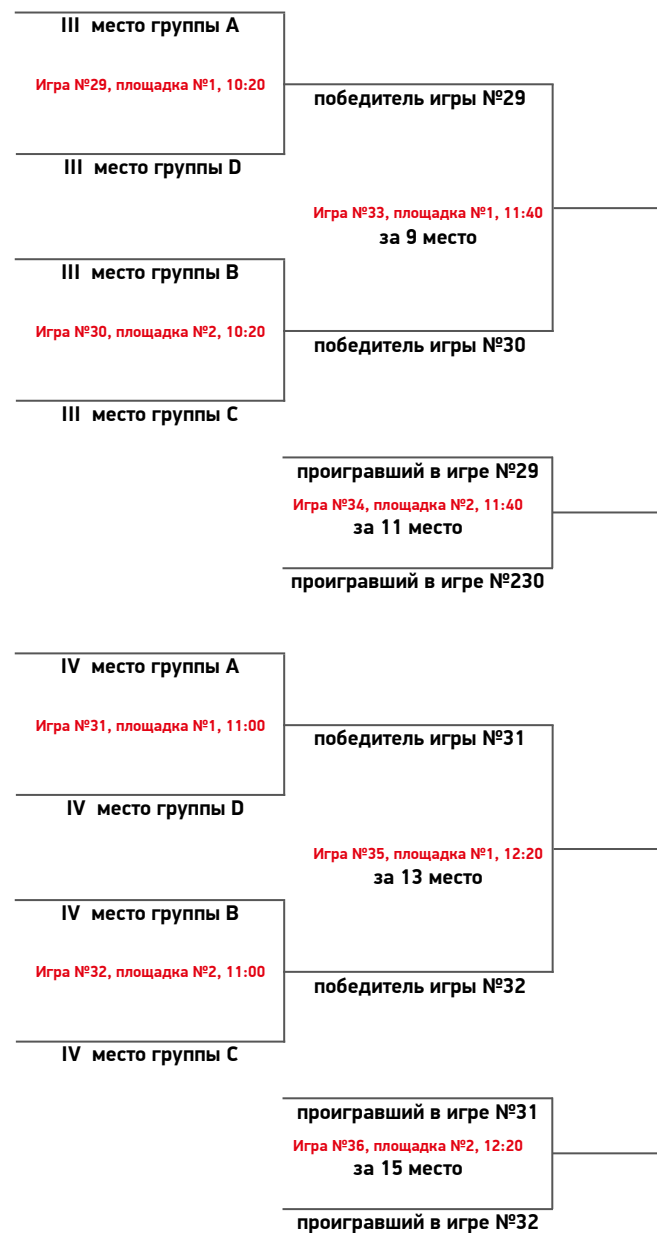 III место группы A
Игра №29, площадка №1, 10:20
победитель игры №29
III место группы D
Игра №33, площадка №1, 11:40
за 9 место
III место группы B
Игра №30, площадка №2, 10:20
победитель игры №30
III место группы C
проигравший в игре №29
Игра №34, площадка №2, 11:40
за 11 место
проигравший в игре №230
IV место группы A
Игра №31, площадка №1, 11:00
победитель игры №31
IV место группы D
Игра №35, площадка №1, 12:20
за 13 место
IV место группы B
Игра №32, площадка №2, 11:00
победитель игры №32
IV место группы C
проигравший в игре №31
Игра №36, площадка №2, 12:20
за 15 место
проигравший в игре №32